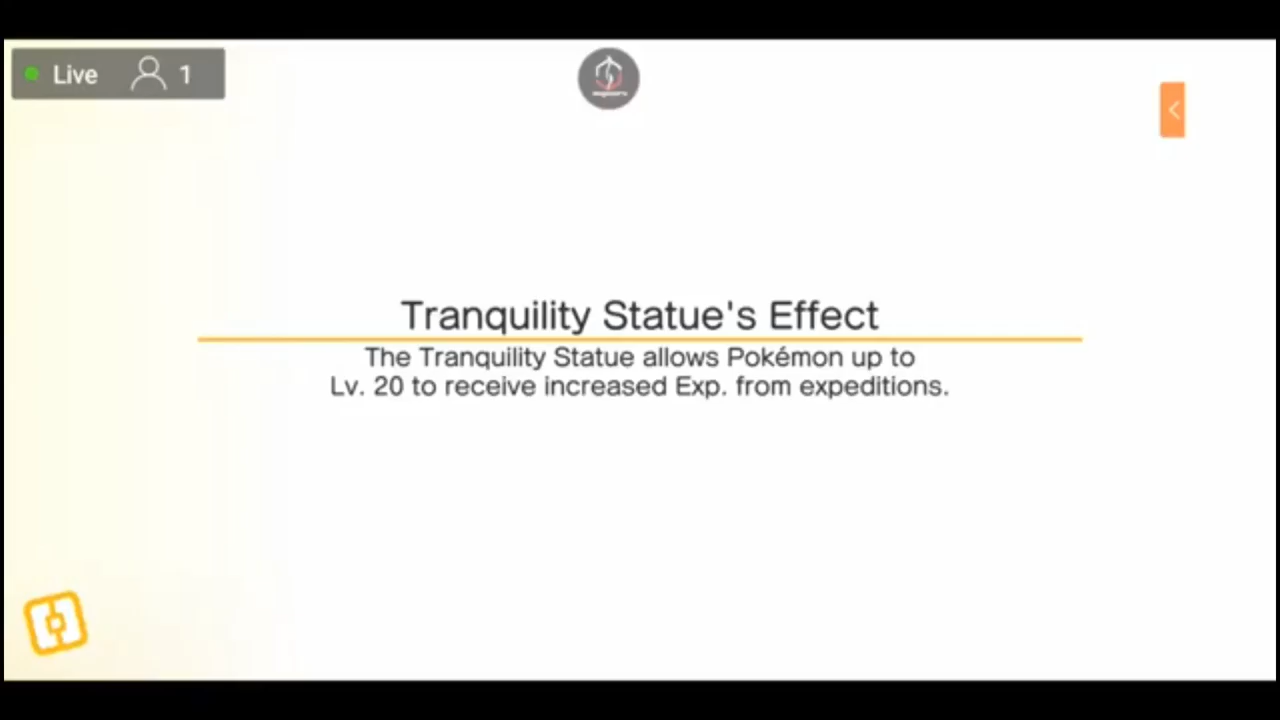 Live 1
Tranquility Statue's Effect
The Tranquility Statue allows Pokémon up to
Lv. 20 to receive increased Exp. from expeditions.